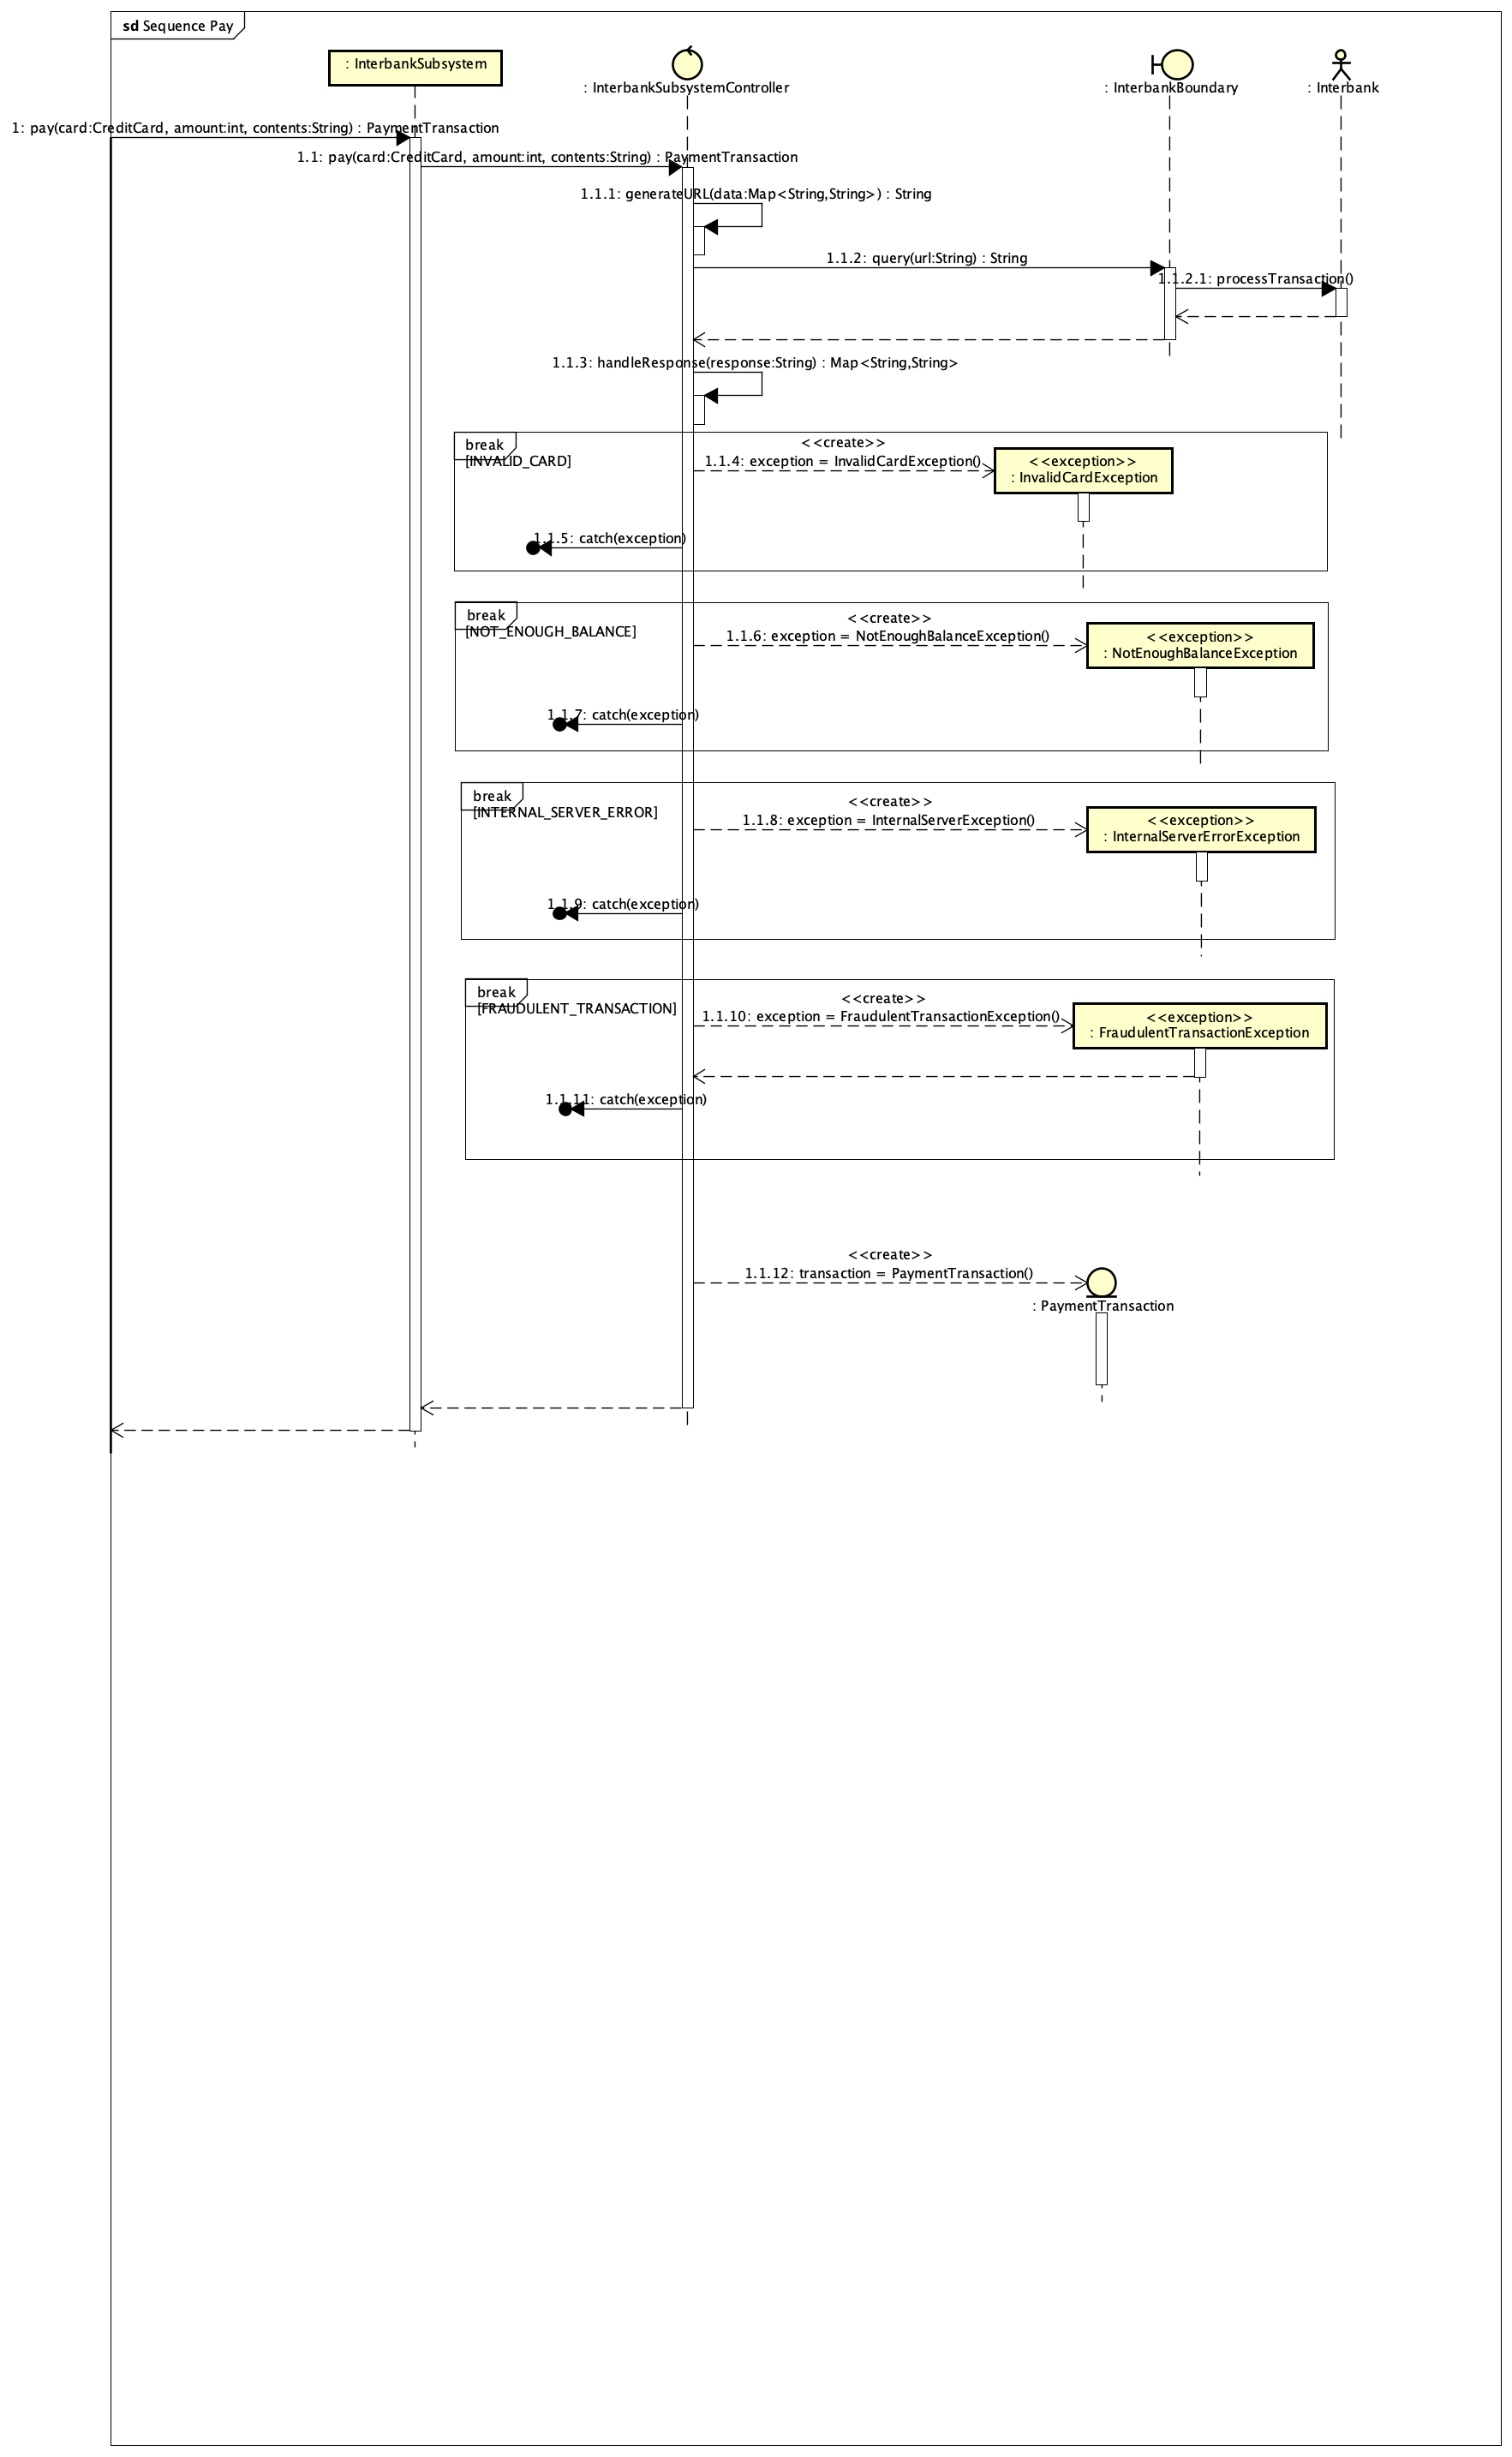 sd Sequence Pay
: InterbankSubsystem
: InterbankSubsystemController
: InterbankBoundary
: Interbank
1: pay(card:CreditCard, amount:int, contents:String) : PaymentTransaction
1.1: pay(card:CreditCard, amount:int, contents:String) : PaymentTransaction
1.1.1: generateURL(data:Map<String,String>) : String
1.1.2: query(url:String) : String
1.1.2.1: processTransaction()
1.1.3: handleResponse(response:String) : Map<String,String>
break
[INVALID_CARD]
<<create>>
1.1.4: exception = InvalidCardException()
<<exception>>
: InvalidCardException
1.1.5: catch(exception)
break
[NOT_ENOUGH_BALANCE]
<<create>>
1.1.6: exception = NotEnoughBalanceException()
<<exception>>
: NotEnoughBalanceException
1.1.7: catch(exception)
break
[INTERNAL_SERVER_ERROR]
<<create>>
1.1.8: exception = InternalServerException()
<<exception>>
: InternalServerErrorException
1.1.9: catch(exception)
break
[FRAUDULENT_TRANSACTION]
<<create>>
1.1.10: exception = FraudulentTransactionException()
<<exception>>
: FraudulentTransactionException
1.1.11: catch(exception)
<<create>>
1.1.12: transaction = PaymentTransaction()
: PaymentTransaction